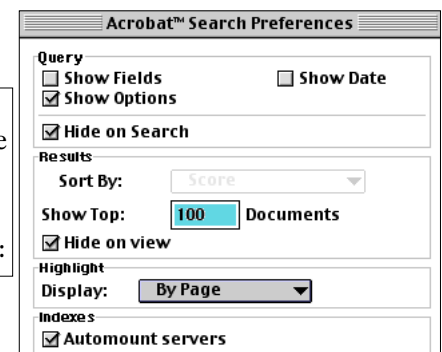 Acrobat™ Search Preferences
Query
Show Fields Show Date
Show Options
Hide on Search
Results
Sort By: Score
Show Top: 100 Documents
Hide on view
Highlight
Display: By Page
Indexes
Automount servers
e
: